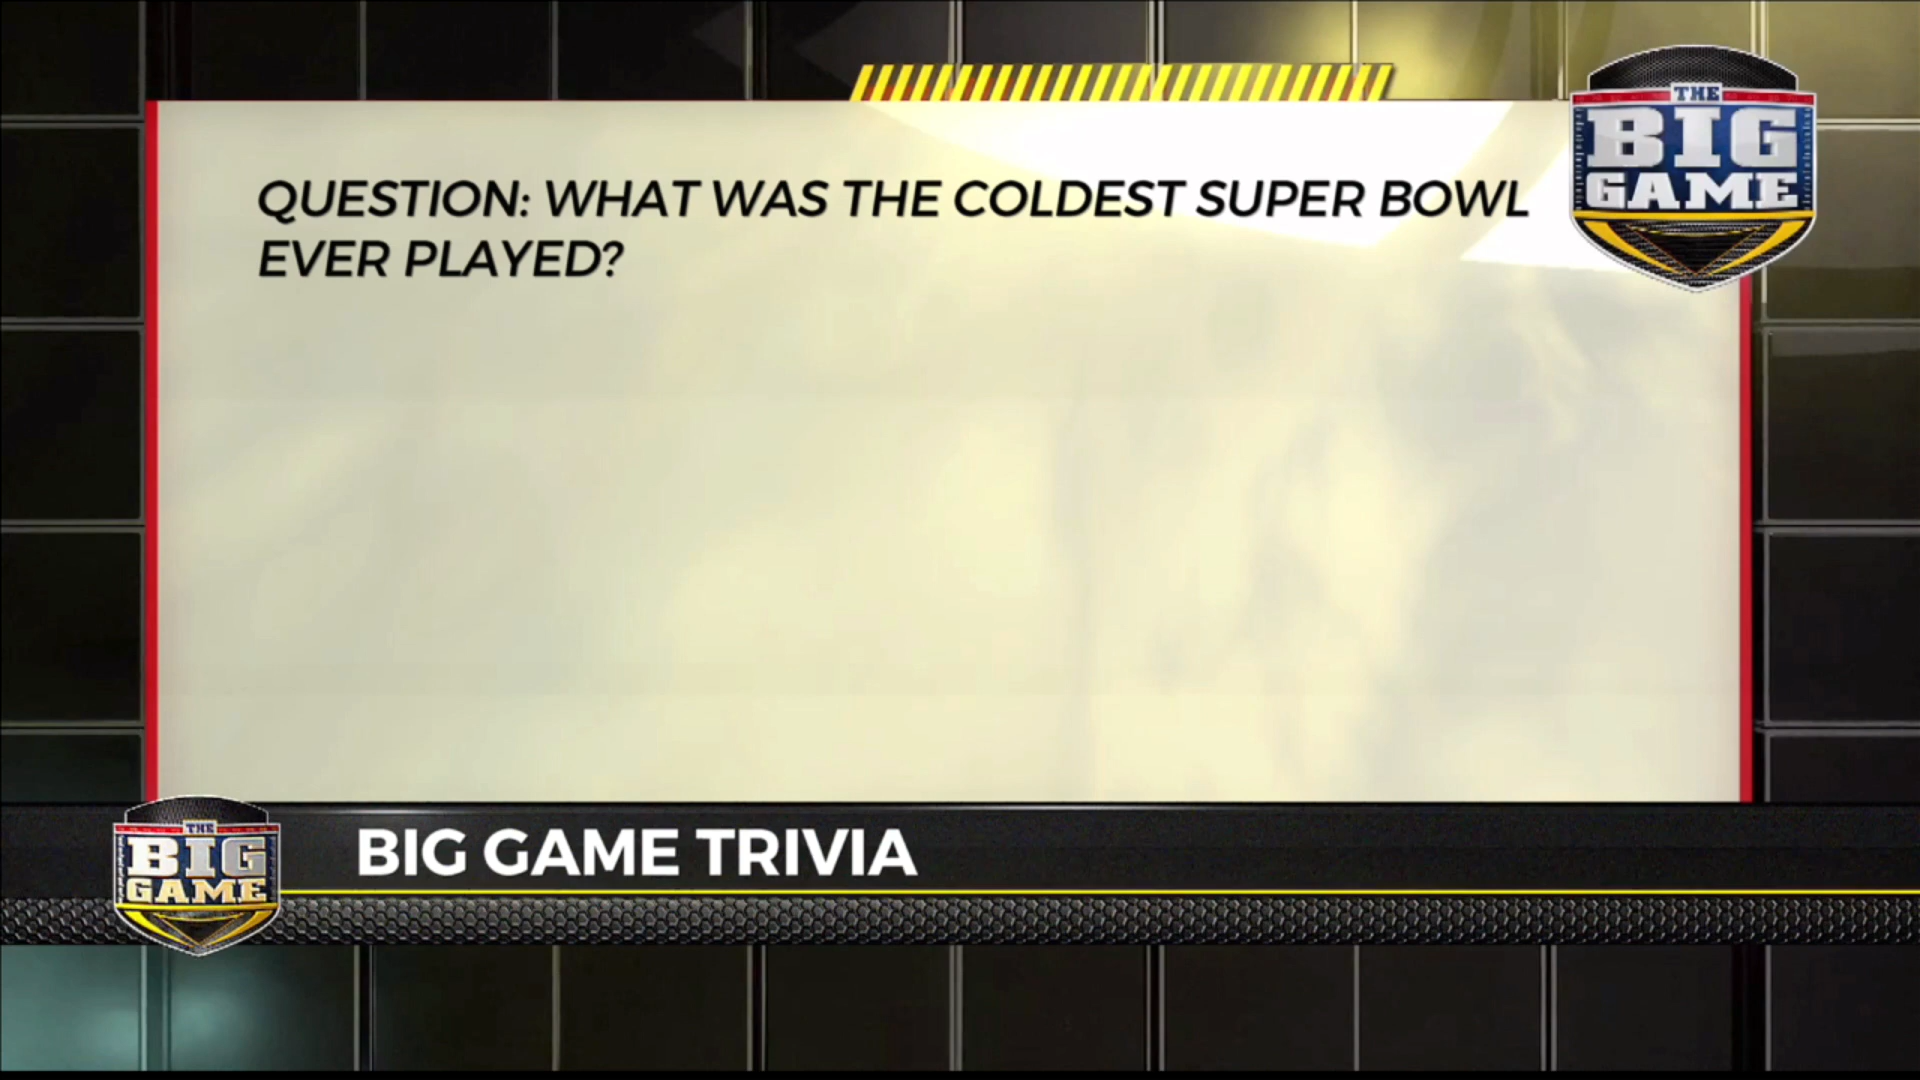 THE
BIG
GAME
QUESTION: WHAT WAS THE COLDEST SUPER BOWL
EVER PLAYED?
THE
BIG
GAME
BIG GAME TRIVIA